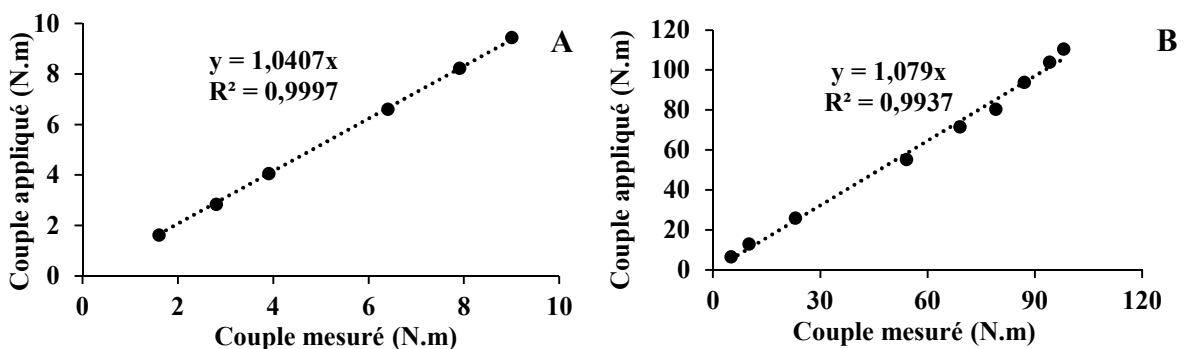 10
8
6
4
2
0
Couple appliqué (N.m)
y = 1,0407x
R² = 0,9997
A
0 2 4 6 8 10
Couple mesuré (N.m)
120
100
80
60
40
20
0
Couple appliqué (N.m)
y = 1,079x
R² = 0,9937
B
0 30 60 90 120
Couple mesuré (N.m)